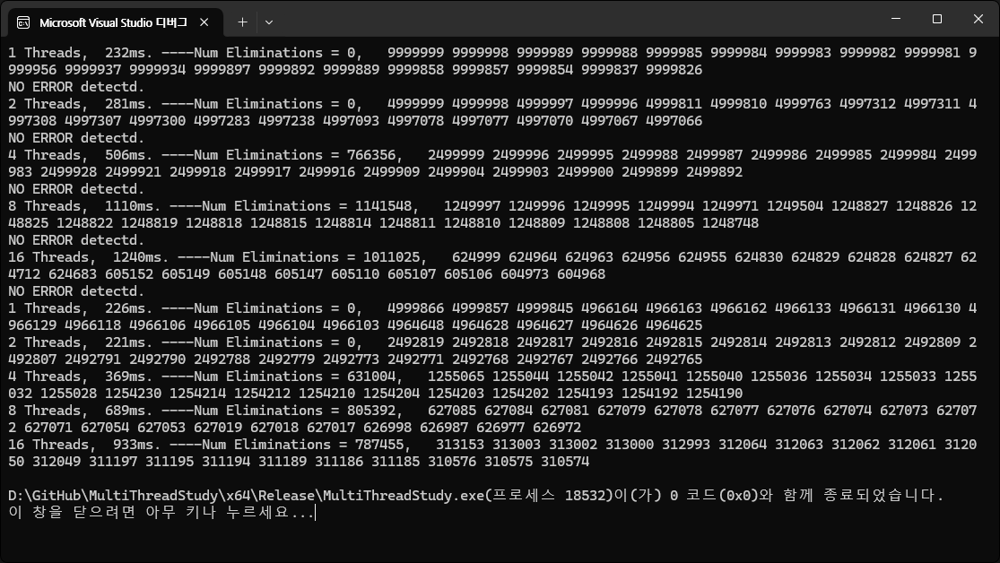 Microsoft Visual Studio 디버그
1 Threads,  232ms. ----Num Eliminations = 0,   9999999 9999998 9999989 9999988 9999985 9999984 9999983 9999982 9999981 9
999956 9999937 9999934 9999897 9999892 9999889 9999858 9999857 9999854 9999837 9999826
NO ERROR detectd.
2 Threads,  281ms. ----Num Eliminations = 0,   4999999 4999998 4999997 4999996 4999811 4999810 4999763 4997312 4997311 4
997308 4997307 4997300 4997283 4997238 4997093 4997078 4997077 4997070 4997067 4997066
NO ERROR detectd.
4 Threads,  506ms. ----Num Eliminations = 766356,   2499999 2499996 2499995 2499988 2499987 2499986 2499985 2499984 2499
983 2499928 2499921 2499918 2499917 2499916 2499909 2499904 2499903 2499900 2499899 2499892
NO ERROR detectd.
8 Threads,  1110ms. ----Num Eliminations = 1141548,   1249997 1249996 1249995 1249994 1249971 1249504 1248827 1248826 12
48825 1248822 1248819 1248818 1248815 1248814 1248811 1248810 1248809 1248808 1248805 1248748
NO ERROR detectd.
16 Threads,  1240ms. ----Num Eliminations = 1011025,   624999 624964 624963 624956 624955 624830 624829 624828 624827 62
4712 624683 605152 605149 605148 605147 605110 605107 605106 604973 604968
NO ERROR detectd.
1 Threads,  226ms. ----Num Eliminations = 0,   4999866 4999857 4999845 4966164 4966163 4966162 4966133 4966131 4966130 4
966129 4966118 4966106 4966105 4966104 4966103 4964648 4964628 4964627 4964626 4964625
2 Threads,  221ms. ----Num Eliminations = 0,   2492819 2492818 2492817 2492816 2492815 2492814 2492813 2492812 2492809 2
492807 2492791 2492790 2492788 2492779 2492773 2492771 2492768 2492767 2492766 2492765
4 Threads,  369ms. ----Num Eliminations = 631004,   1255065 1255044 1255042 1255041 1255040 1255036 1255034 1255033 1255
032 1255028 1254230 1254214 1254212 1254210 1254204 1254203 1254202 1254193 1254192 1254190
8 Threads,  689ms. ----Num Eliminations = 805392,   627085 627084 627081 627079 627078 627077 627076 627074 627073 62707
2 627071 627054 627053 627019 627018 627017 626998 626987 626977 626972
16 Threads,  933ms. ----Num Eliminations = 787455,   313153 313003 313002 313000 312993 312064 312063 312062 312061 3120
50 312049 311197 311195 311194 311189 311186 311185 310576 310575 310574
D:\GitHub\MultiThreadStudy\x64\Release\MultiThreadStudy.exe(프로세스 18532)이(가) 0 코드(0x0)와 함께 종료되었습니다.
이 창을 닫으려면 아무 키나 누르세요...